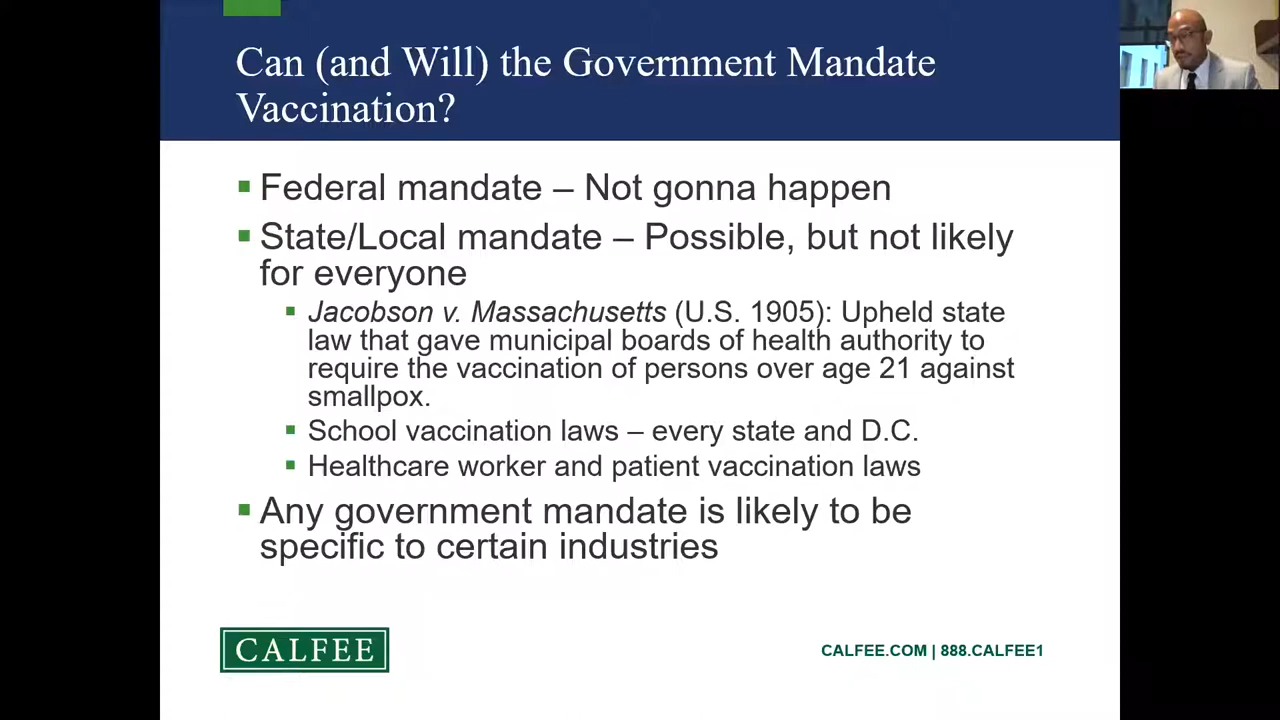 Can (and Will) the Government Mandate
Vaccination?
Federal mandate – Not gonna happen
State/Local mandate – Possible, but not likely
for everyone
Jacobson v. Massachusetts (U.S. 1905): Upheld state
law that gave municipal boards of health authority to
require the vaccination of persons over age 21 against
smallpox.
School vaccination laws – every state and D.C.
Healthcare worker and patient vaccination laws
Any government mandate is likely to be
specific to certain industries
CALFEE
CALFEE.COM | 888.CALFEE1